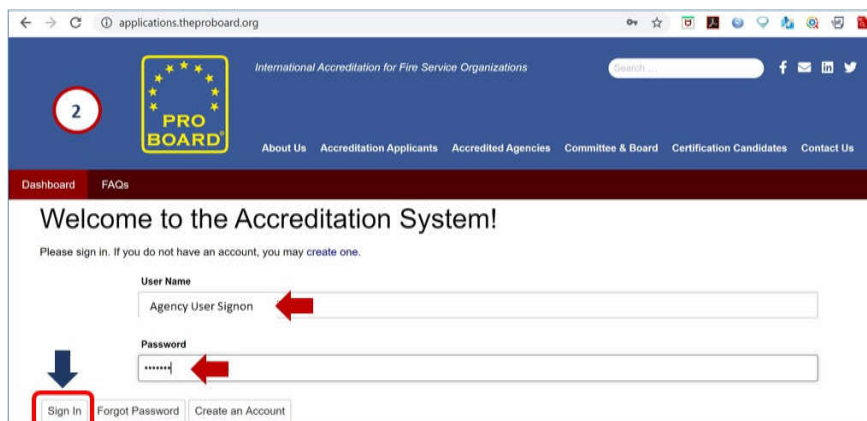 applications.theproboard.org
International Accreditation for Fire Service Organizations
Search ...
2
PRO
BOARD®
About Us Accreditation Applicants Accredited Agencies Committee & Board Certification Candidates Contact Us
Dashboard FAQs
Welcome to the Accreditation System!
Please sign in. If you do not have an account, you may create one.
User Name
Agency User Signon
Password
•••••••
Sign In Forgot Password Create an Account